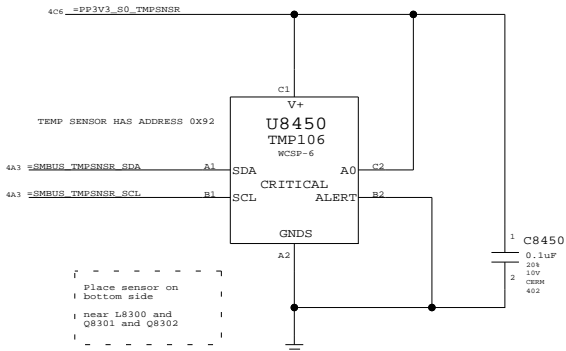 4C6 =PP3V3_S0_TMPSNSR
C1
V+
TEMP SENSOR HAS ADDRESS 0X92
U8450
TMP106
WCSP-6
4A3 =SMBUS_TMPSNSR_SDA A1 SDA A0 C2
CRITICAL
4A3 =SMBUS_TMPSNSR_SCL B1 SCL ALERT B2
GNDS
A2
1 C8450
0.1uF
20%
10V
2 CERM
402
Place sensor on
bottom side
near L8300 and
Q8301 and Q8302